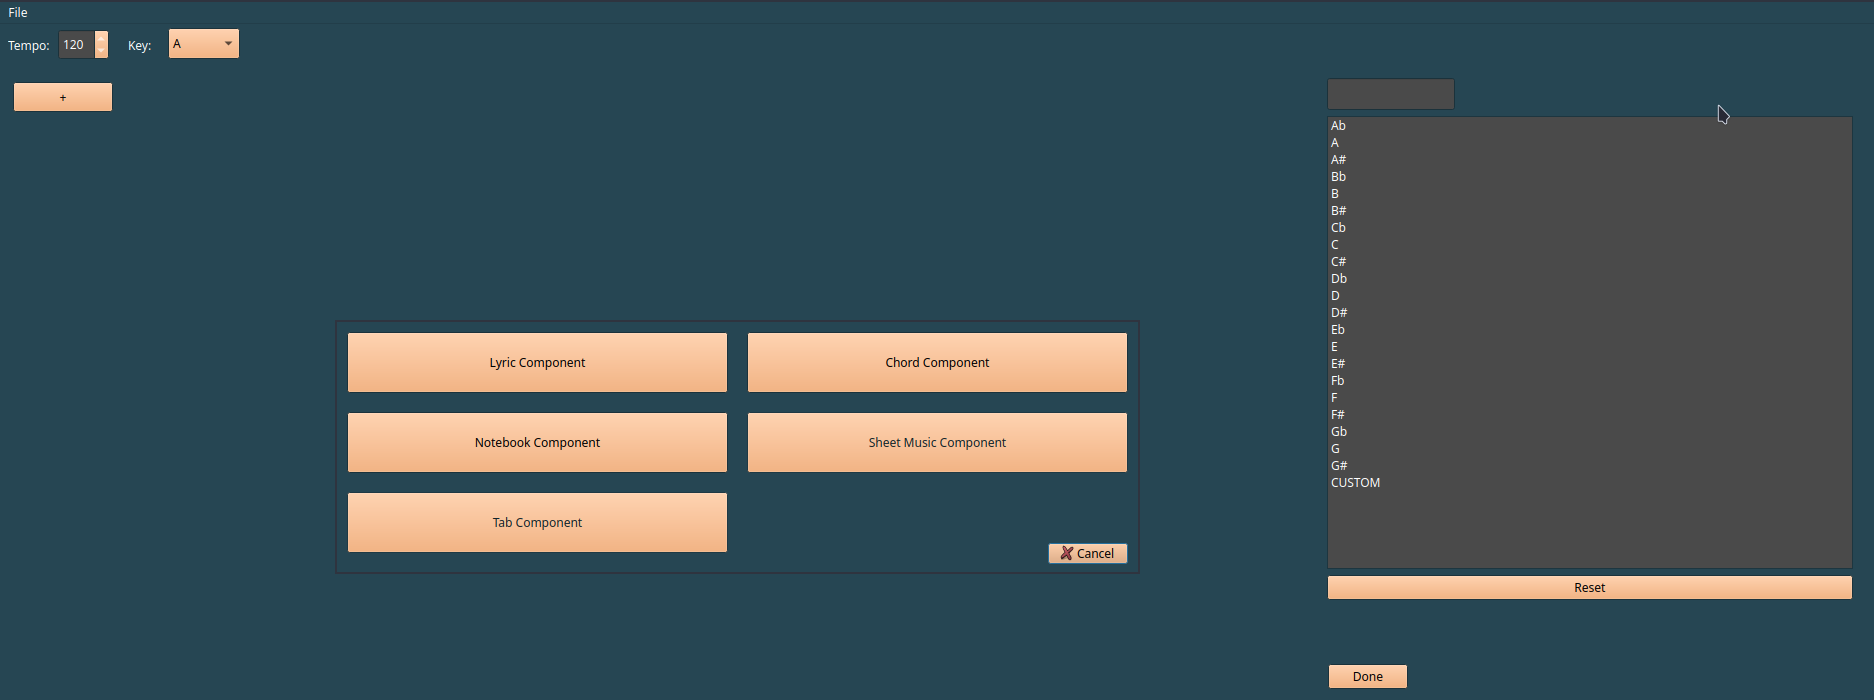 File
Tempo: 120 Key: A
+
Ab
A
A#
Bb
B
B#
Cb
C
C#
Db
D
D#
Eb
E
E#
Fb
F
F#
Gb
G
G#
CUSTOM
Lyric Component
Chord Component
Notebook Component
Sheet Music Component
Tab Component
Cancel
Reset
Done